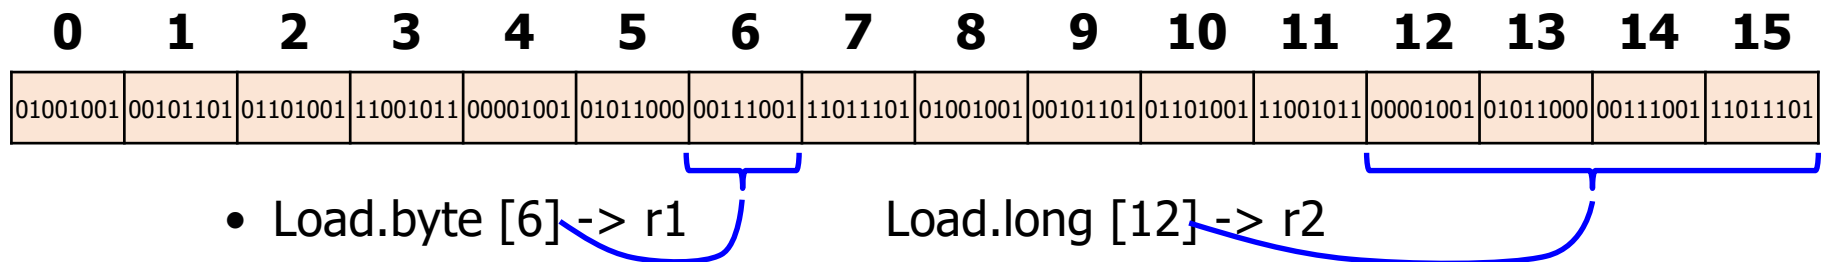 0 1 2 3 4 5 6 7 8 9 10 11 12 13 14 15
01001001 00101101 01101001 11001011 00001001 01011000 00111001 11011101 01001001 00101101 01101001 11001011 00001001 01011000 00111001 11011101
• Load.byte [6] -> r1 Load.long [12] -> r2